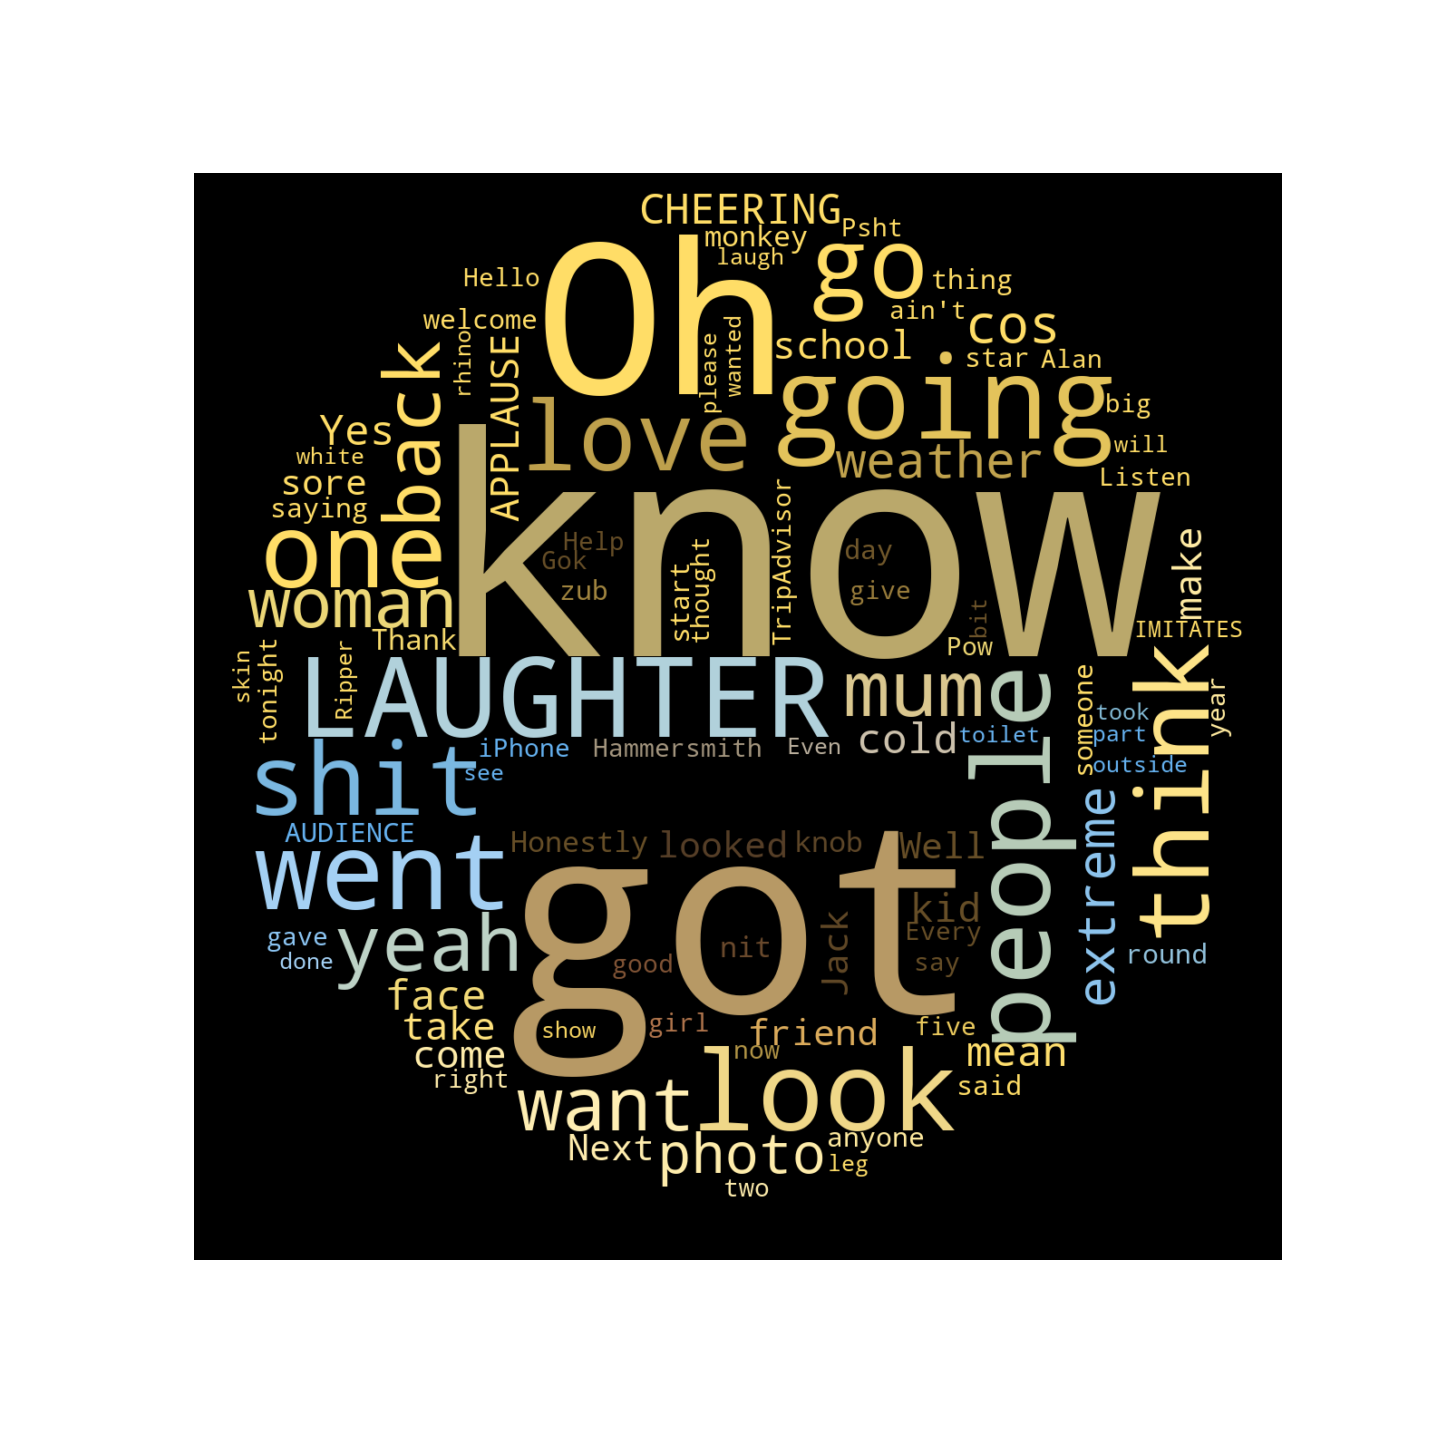 CHEERING
monkey
Psht
laugh
Hello
Oh
go
thing
ain't
welcome
cos
rhino
APPLAUSE
please
wanted
school
star
Alan
back
love
going
big
Yes
white
weather
will
sore
Listen
saying
know
one
Help
Gok
zub
start
thought
TripAdvisor
day
give
bit
make
woman
Thank
Pow
IMITATES
skin
tonight
Ripper
LAUGHTER
mum
people
someone
took
think
year
shit
iPhone
Hammersmith
Even
cold
toilet
part
see
outside
AUDIENCE
went
Honestly
looked
knob
Well
extreme
got
kid
Every
gave
done
yeah
good
nit
Jack
say
round
face
take
show
girl
friend
five
come
now
mean
right
want
look
said
Next
photo
anyone
leg
two